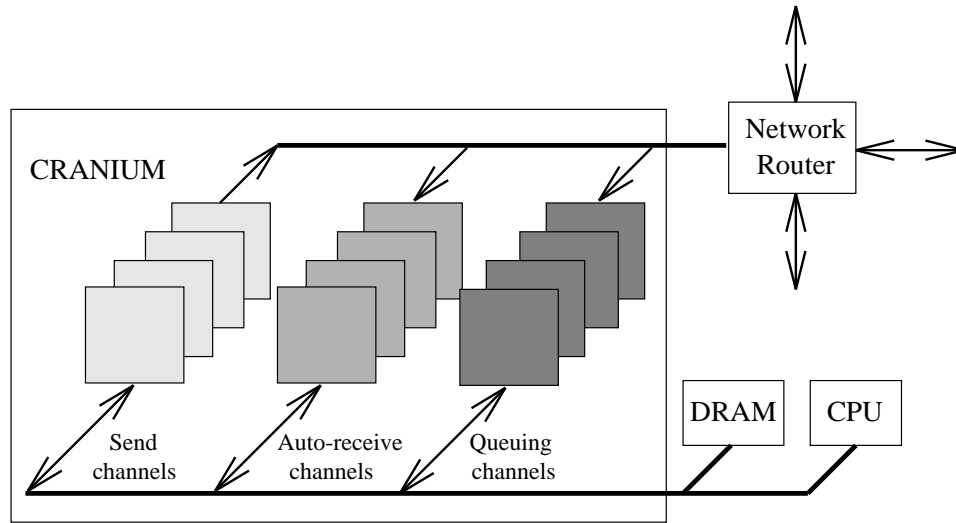 Network
Router
CRANIUM
DRAM
CPU
Send
channels
Auto-receive
channels
Queuing
channels